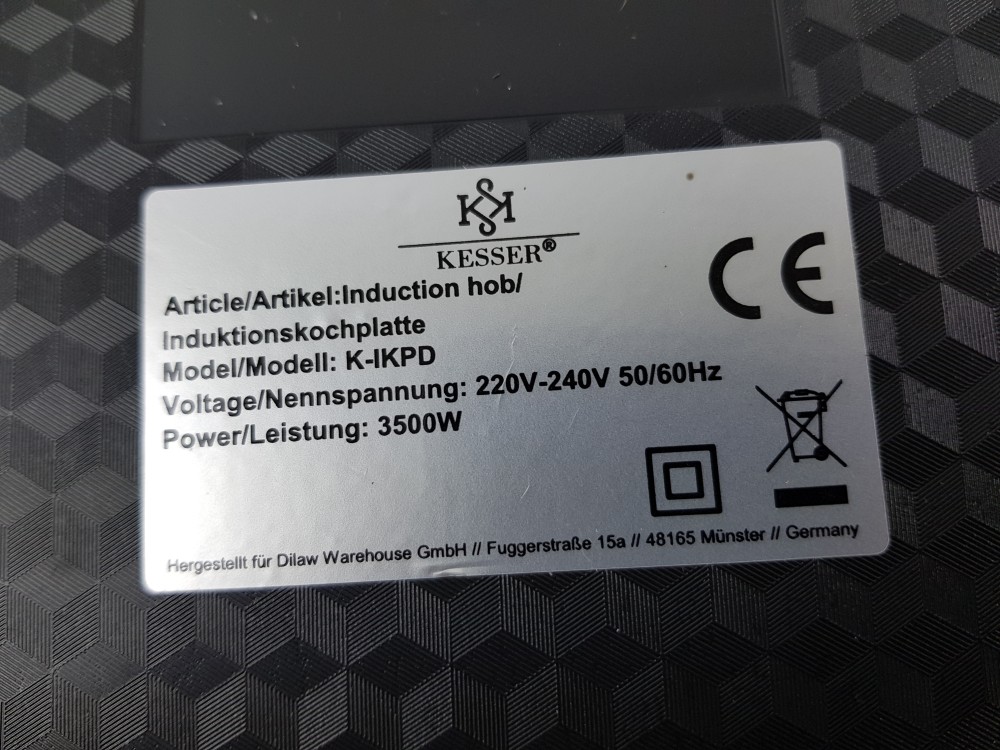 KESSER®
Article/Artikel:Induction hob/
Induktionskochplatte
Model/Modell: K-IKPD
Voltage/Nennspannung: 220V-240V 50/60Hz
Power/Leistung: 3500W
CE
Hergestellt für Dilaw Warehouse GmbH // Fuggerstraße 15a // 48165 Münster // Germany